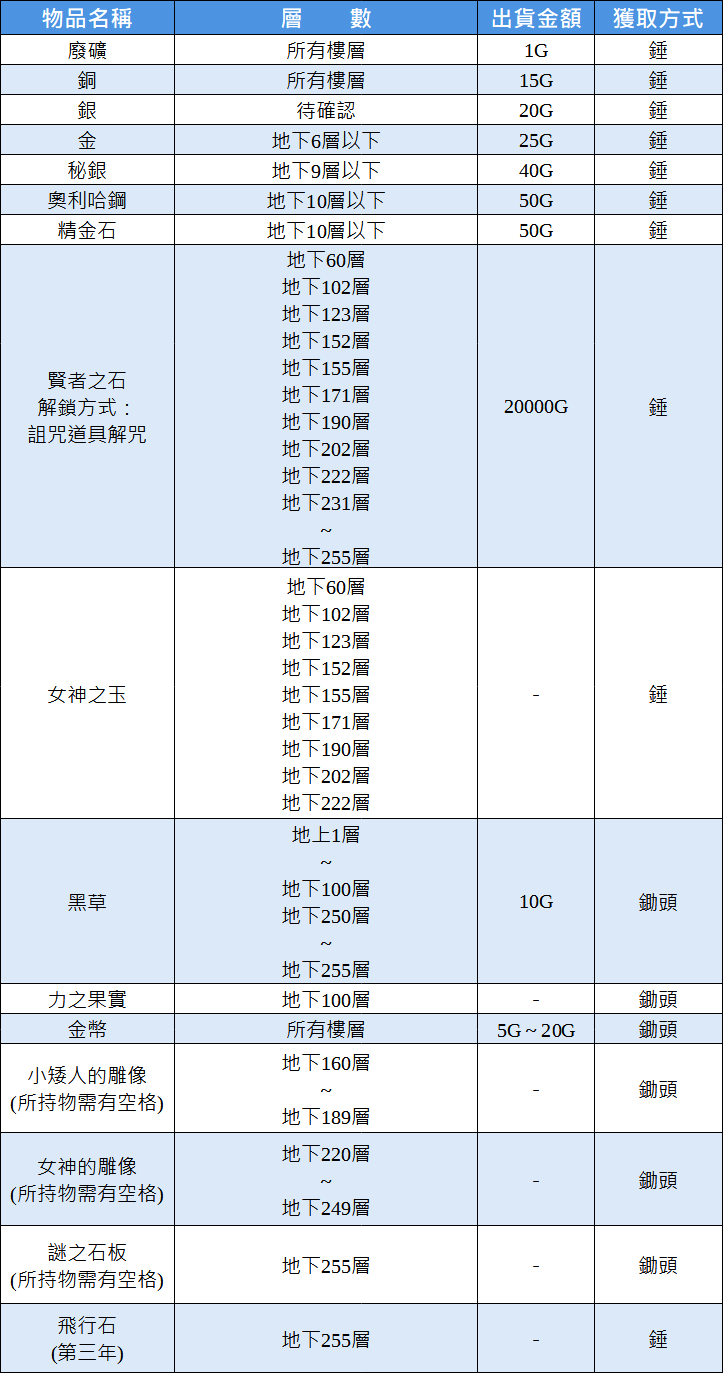 物品名稱 層 數 出貨金額 獲取方式
廢礦 所有樓層 1G 錘
銅 所有樓層 15G 錘
銀 待確認 20G 錘
金 地下6層以下 25G 錘
秘銀 地下9層以下 40G 錘
奧利哈鋼 地下10層以下 50G 錘
精金石 地下10層以下 50G 錘
賢者之石
解鎖方式：
詛咒道具解咒
地下60層
地下102層
地下123層
地下152層
地下155層
地下171層
地下190層
地下202層
地下222層
地下231層
~
地下255層
20000G
錘
女神之玉
地下60層
地下102層
地下123層
地下152層
地下155層
地下171層
地下190層
地下202層
地下222層
-
錘
黑草
地上1層
~
地下100層
地下250層
~
地下255層
10G
鋤頭
力之果實 地下100層 - 鋤頭
金幣 所有樓層 5G ~ 20G 鋤頭
小矮人的雕像
(所持物需有空格)
地下160層
~
地下189層
-
鋤頭
女神的雕像
(所持物需有空格)
地下220層
~
地下249層
-
鋤頭
謎之石板
(所持物需有空格)
地下255層
-
鋤頭
飛行石
(第三年)
地下255層
-
錘